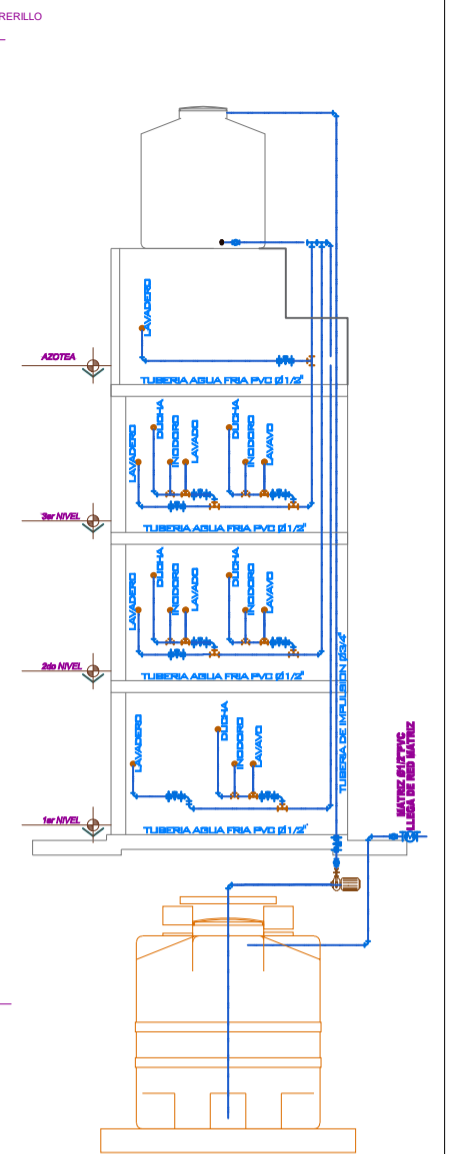 RERILLO
LAVADERO
AZOTEA
TUBERIA AGUA FRIA PVC Ø1/2"
LAVADERO
DUCHA
INODORO
LAVADO
DUCHA
INODORO
LAVAVO
3er NIVEL
TUBERIA AGUA FRIA PVC Ø1/2"
LAVADERO
DUCHA
INODORO
LAVADO
DUCHA
INODORO
LAVAVO
2do NIVEL
TUBERIA AGUA FRIA PVC Ø1/2"
TUBERIA DE IMPULSION Ø3/4"
LAVADERO
DUCHA
INODORO
LAVAVO
MATRIZ Ø1/2"PVC
LLEGA DE RED MATRIZ
1er NIVEL
TUBERIA AGUA FRIA PVC Ø1/2"